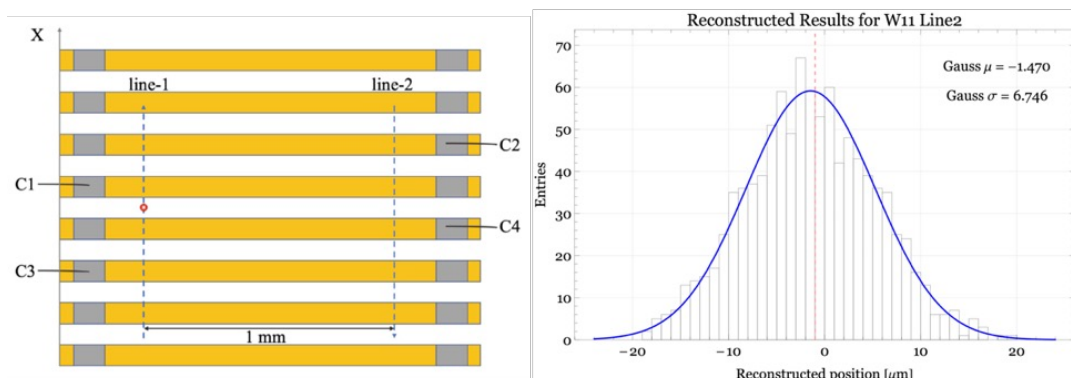 X
line-1
line-2
C2
C1
C4
C3
1 mm
Reconstructed Results for W11 Line2
70
60
50
40
30
20
10
0
Entries
Gauss μ = −1.470
Gauss σ = 6.746
−20
−10
0
10
20
Reconstructed position [μm]